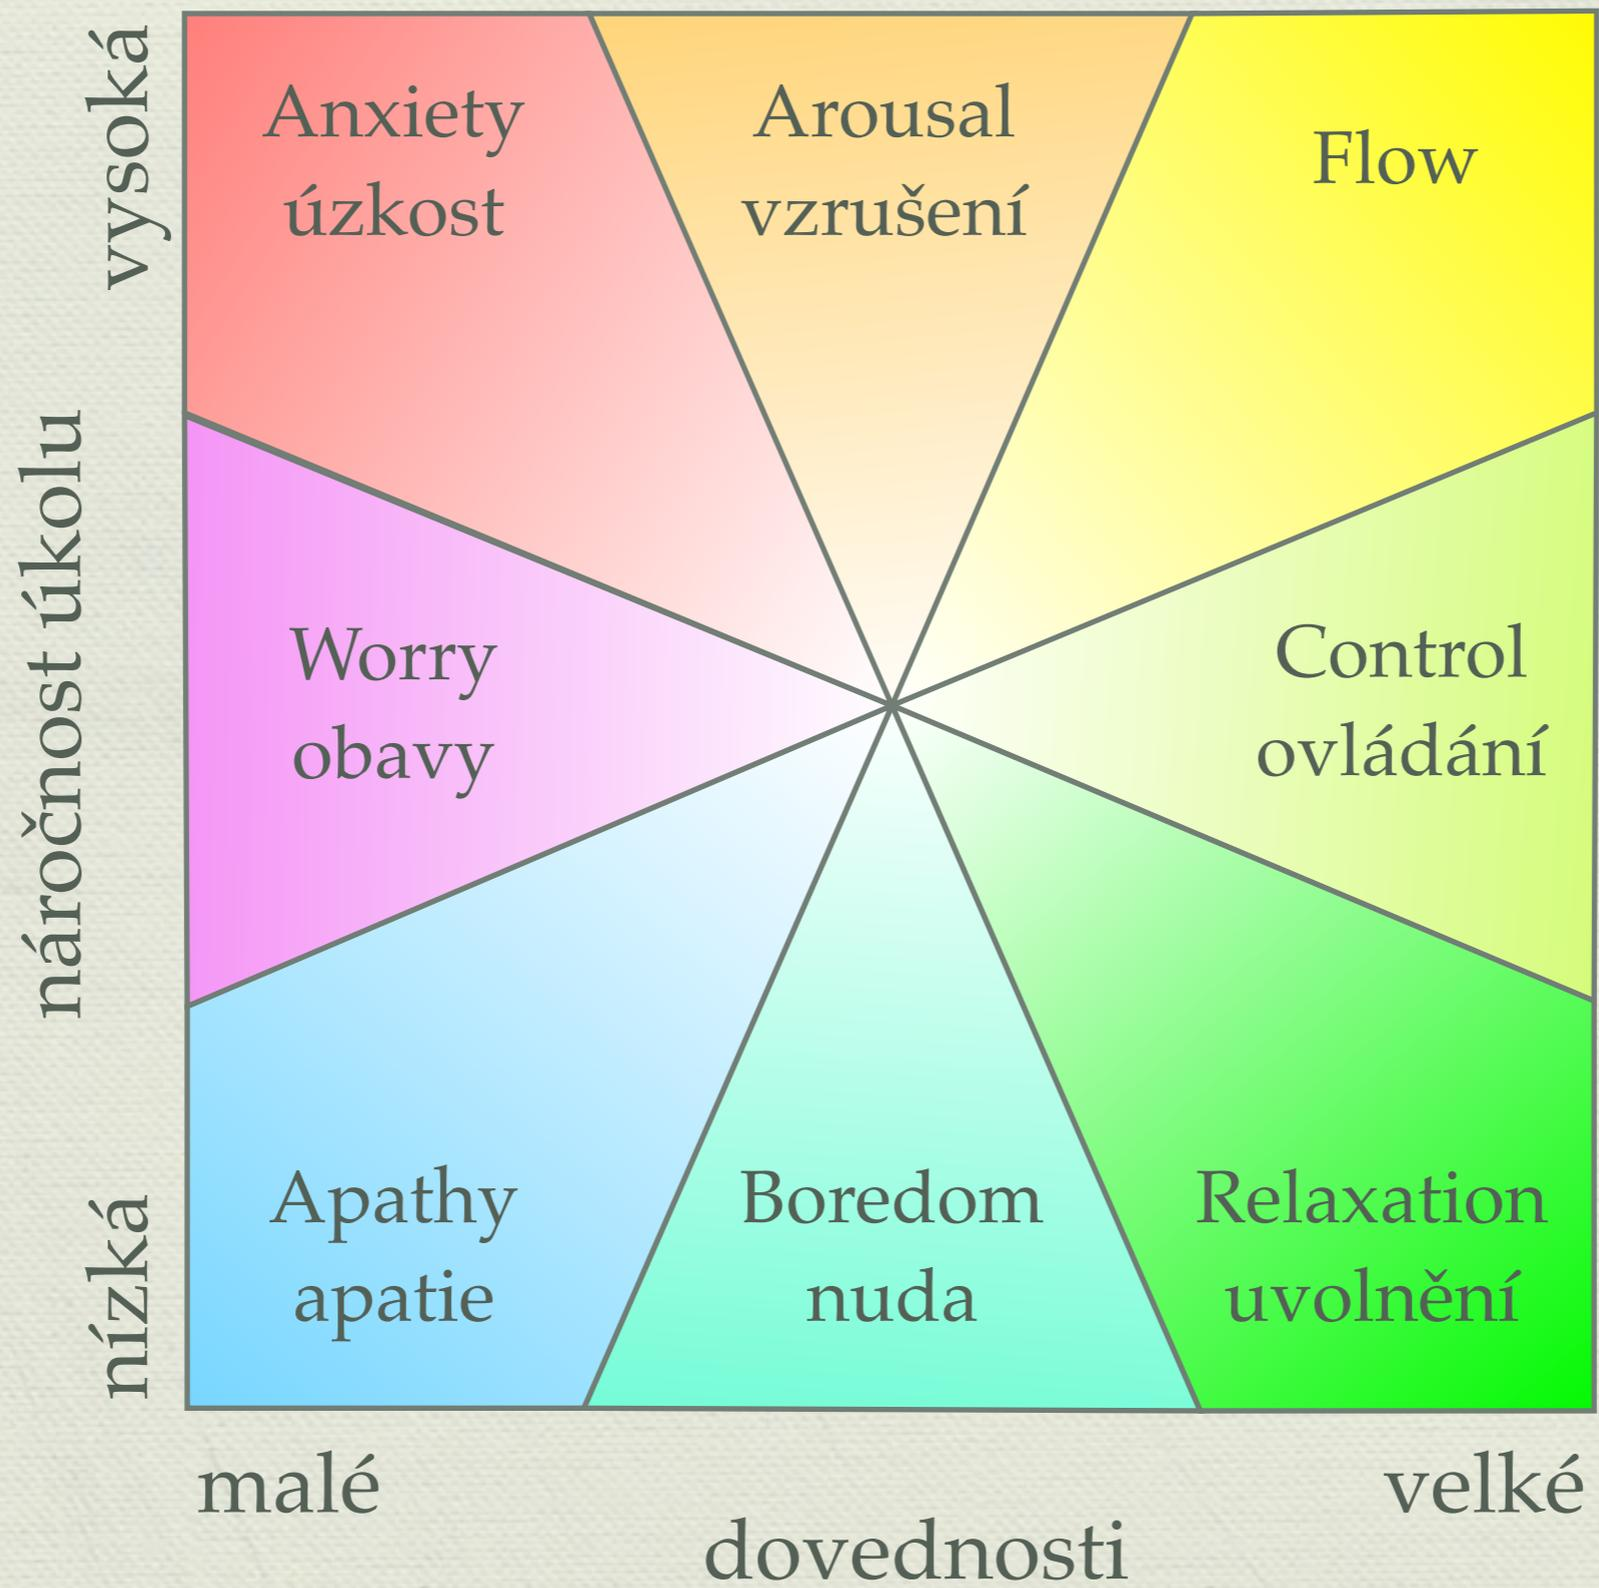 vysoká
Anxiety
úzkost
Arousal
vzrušení
Flow
náročnost úkolu
Worry
obavy
Control
ovládání
nízká
Apathy
apatie
Boredom
nuda
Relaxation
uvolnění
malé
velké
dovednosti